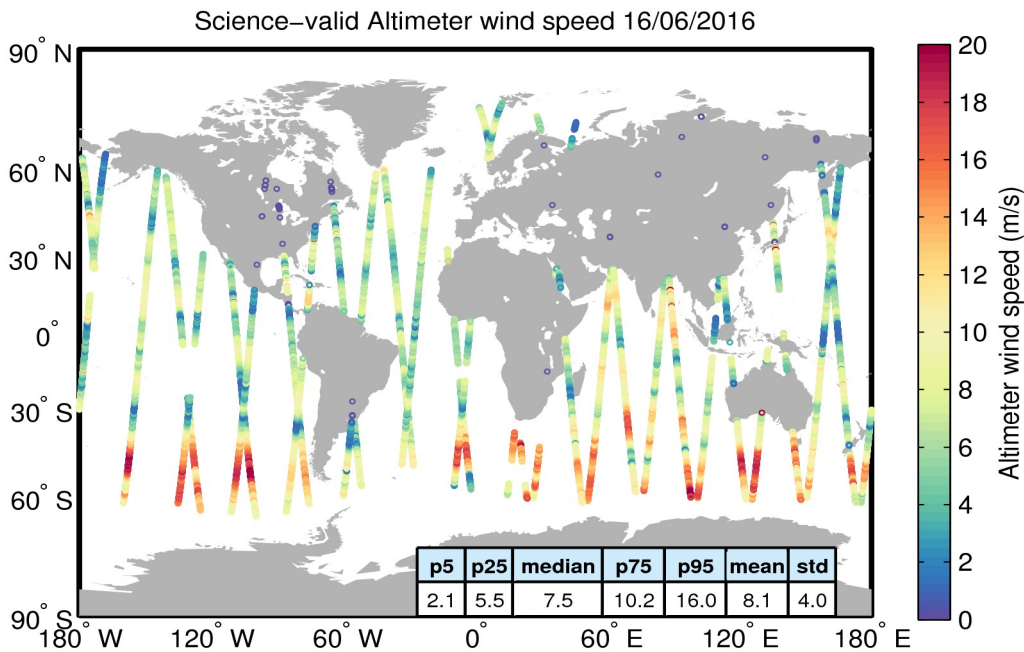 Science−valid Altimeter wind speed 16/06/2016
90° N
60° N
30° N
0°
30° S
60° S
90° S
180° W
120° W
60° W
0°
60° E
120° E
180° E
p5 p25 median p75 p95 mean std
2.1 5.5 7.5 10.2 16.0 8.1 4.0
20
18
16
14
12
10
8
6
4
2
0
Altimeter wind speed (m/s)